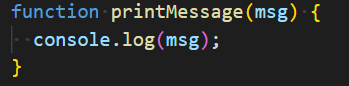 function printMessage(msg) {
  console.log(msg);
}